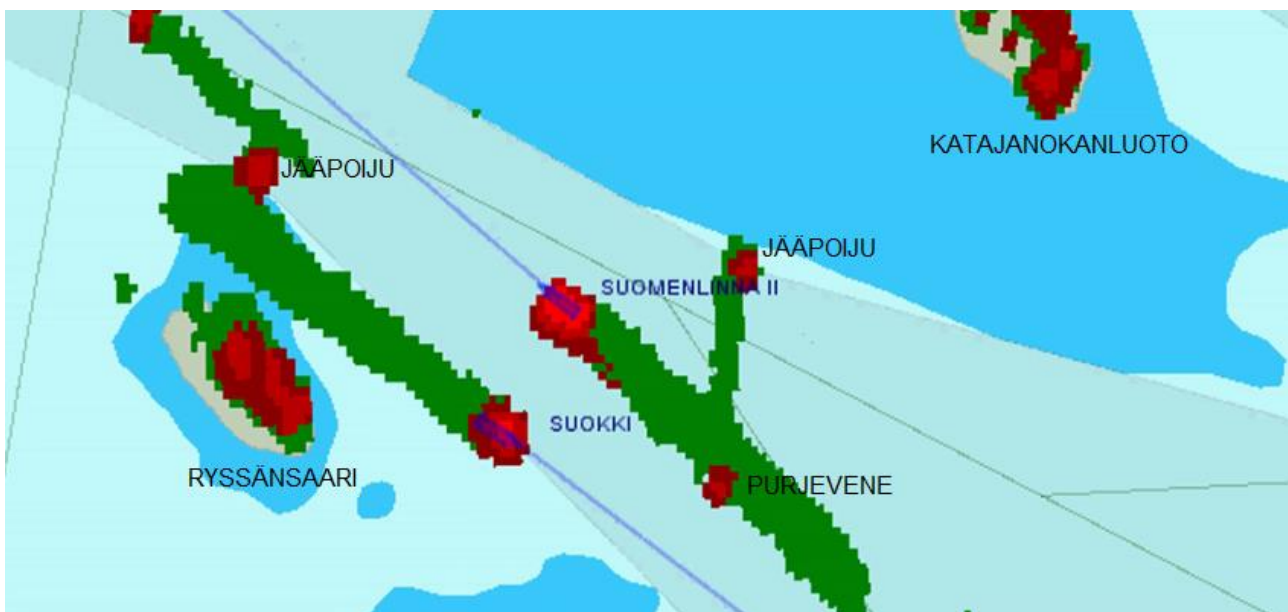 KATAJANOKANLUOTO
JÄÄPOIJU
JÄÄPOIJU
SUOMENLINNA II
SUOKKI
RYSSÄNSAARI
PURJEVENE